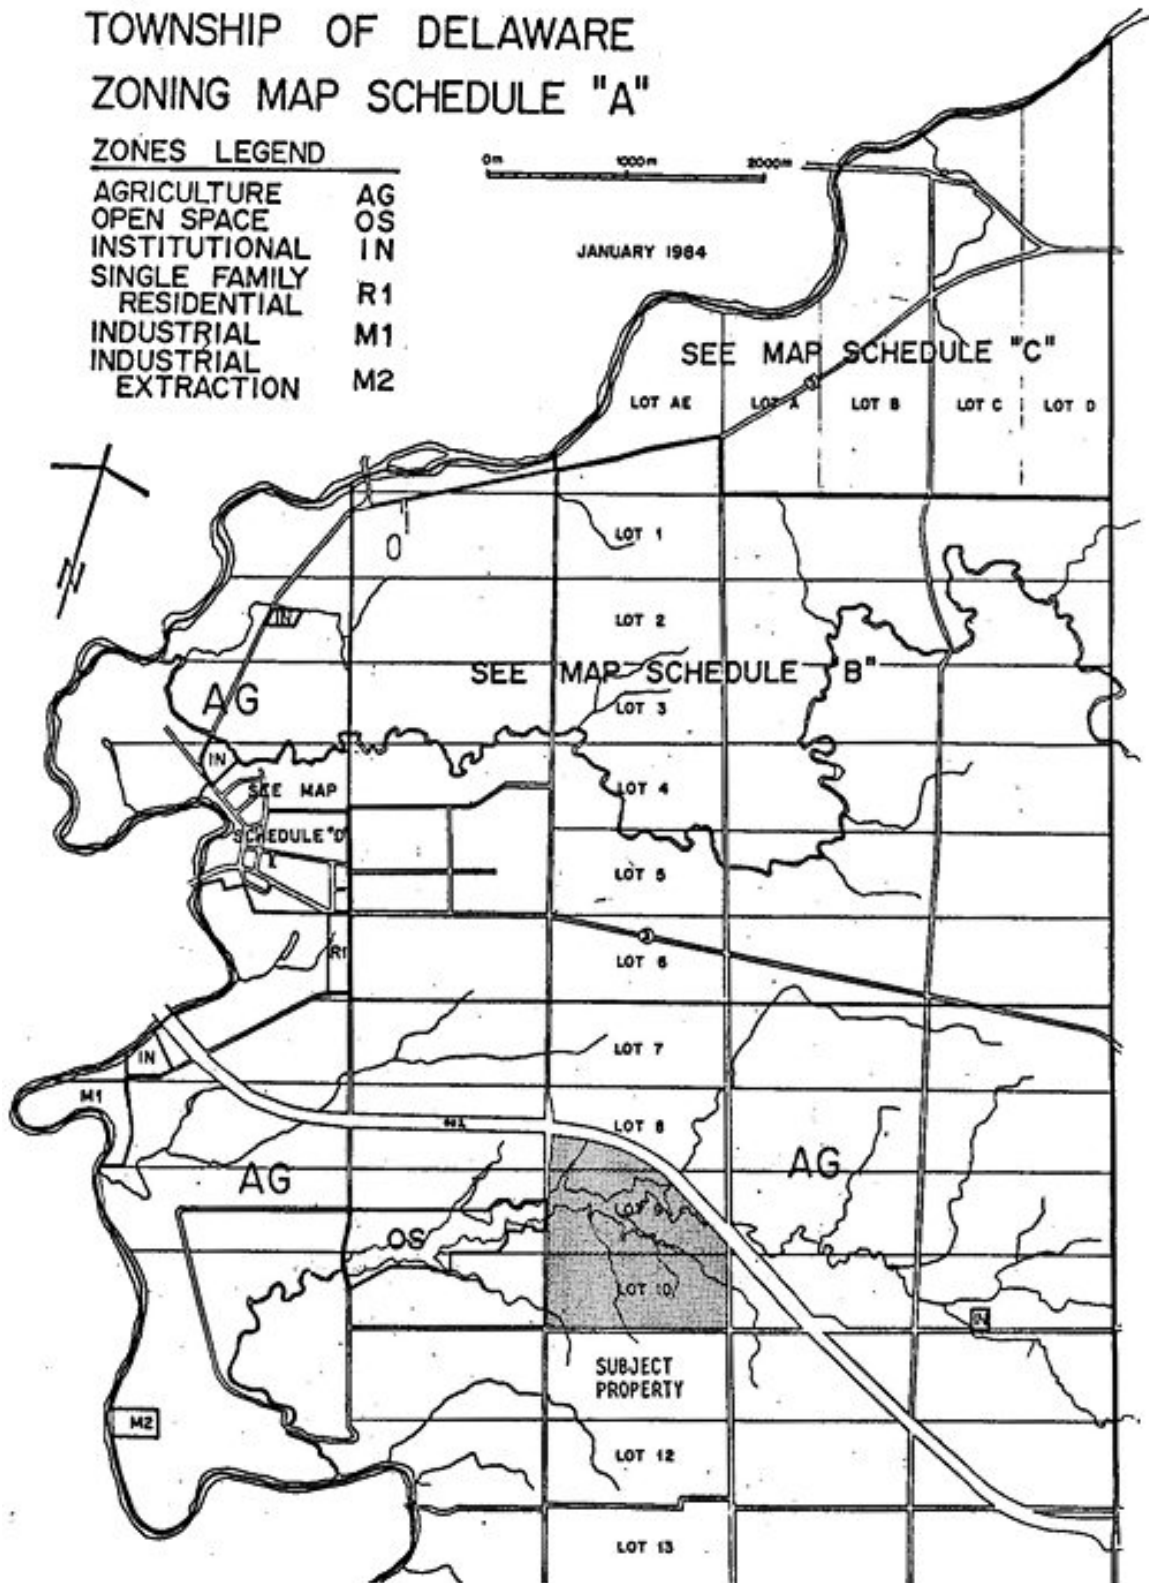 TOWNSHIP OF DELAWARE
ZONING MAP SCHEDULE "A"
ZONES LEGEND
AGRICULTURE AG
OPEN SPACE OS
INSTITUTIONAL IN
SINGLE FAMILY
RESIDENTIAL R1
INDUSTRIAL M1
INDUSTRIAL
EXTRACTION M2
0m 1000m 2000m
JANUARY 1984
SEE MAP SCHEDULE "C"
LOT AE LOT A LOT B LOT C LOT D
N
LOT 1
IN
LOT 2
SEE MAP SCHEDULE "B"
AG
LOT 3
IN
SEE MAP
LOT 4
SCHEDULE "D"
LOT 5
R1
LOT 6
IN
LOT 7
M1
LOT 8
AG
AG
LOT 9
OS
LOT 10
IN
SUBJECT
PROPERTY
M2
LOT 12
LOT 13